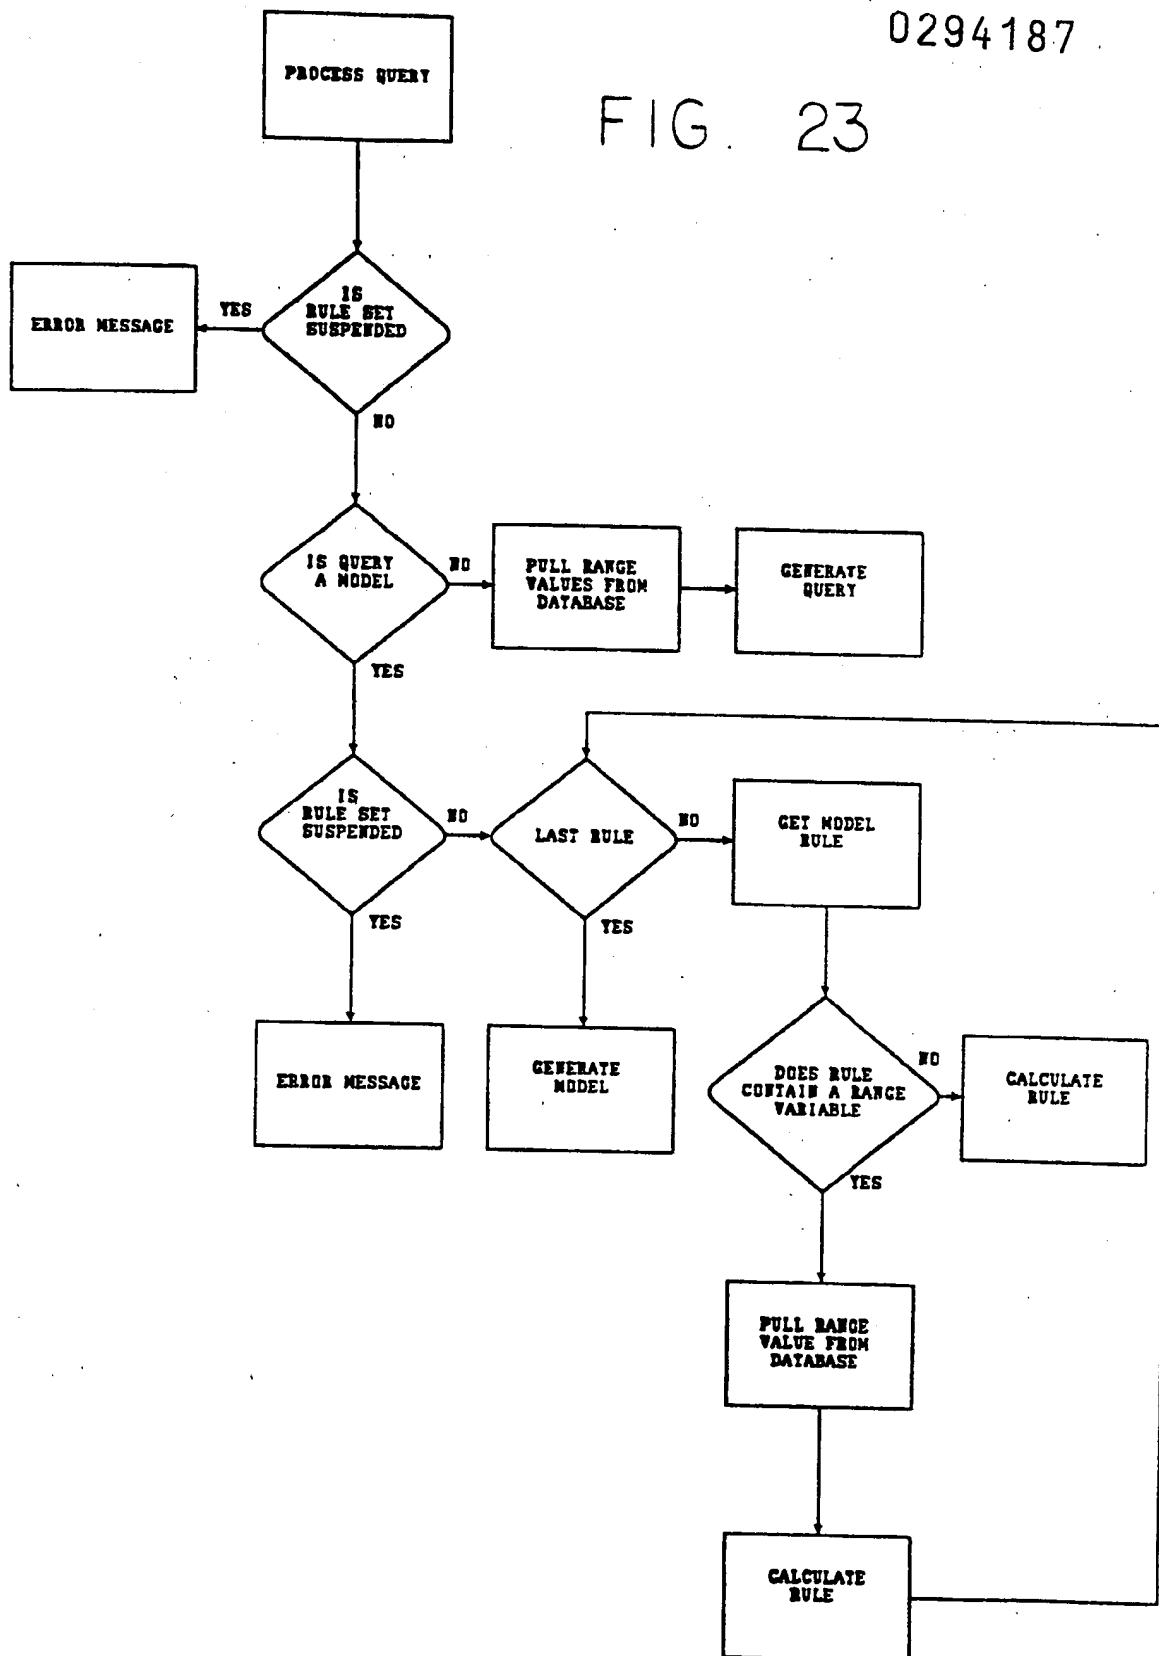 0294187
FIG. 23
PROCESS QUERY
IS
RULE SET
SUSPENDED
YES
ERROR MESSAGE
NO
IS QUERY
A MODEL
NO
PULL RANGE
VALUES FROM
DATABASE
GENERATE
QUERY
YES
IS
RULE SET
SUSPENDED
NO
LAST RULE
NO
GET MODEL
RULE
YES
YES
ERROR MESSAGE
GENERATE
MODEL
DOES RULE
CONTAIN A RANGE
VARIABLE
NO
CALCULATE
RULE
YES
PULL RANGE
VALUE FROM
DATABASE
CALCULATE
RULE